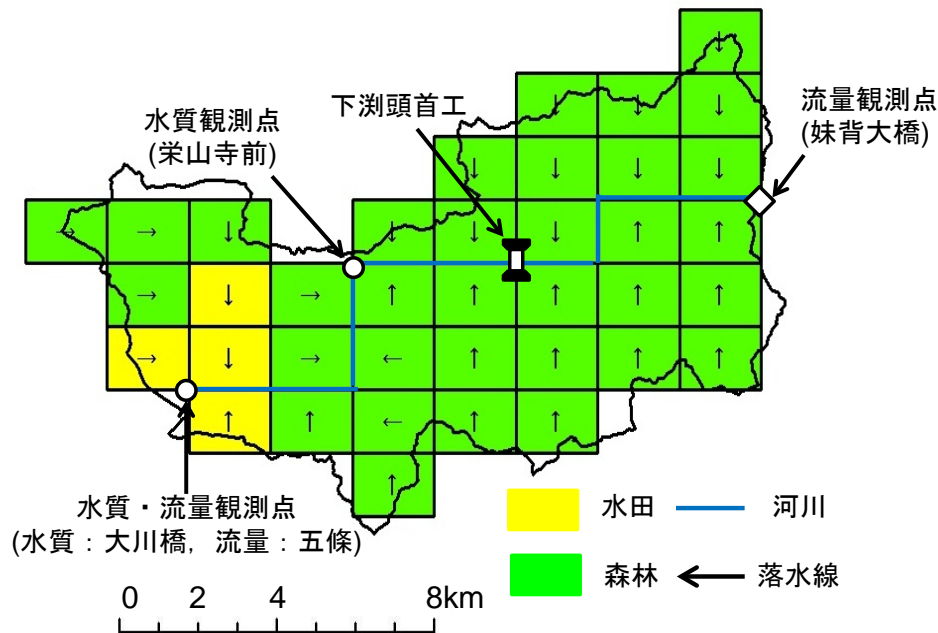 下渕頭首工
流量観測点
(妹背大橋)
水質観測点
(栄山寺前)
水質・流量観測点
(水質：大川橋，流量：五條)
水田
河川
森林
落水線
0 2 4 8km